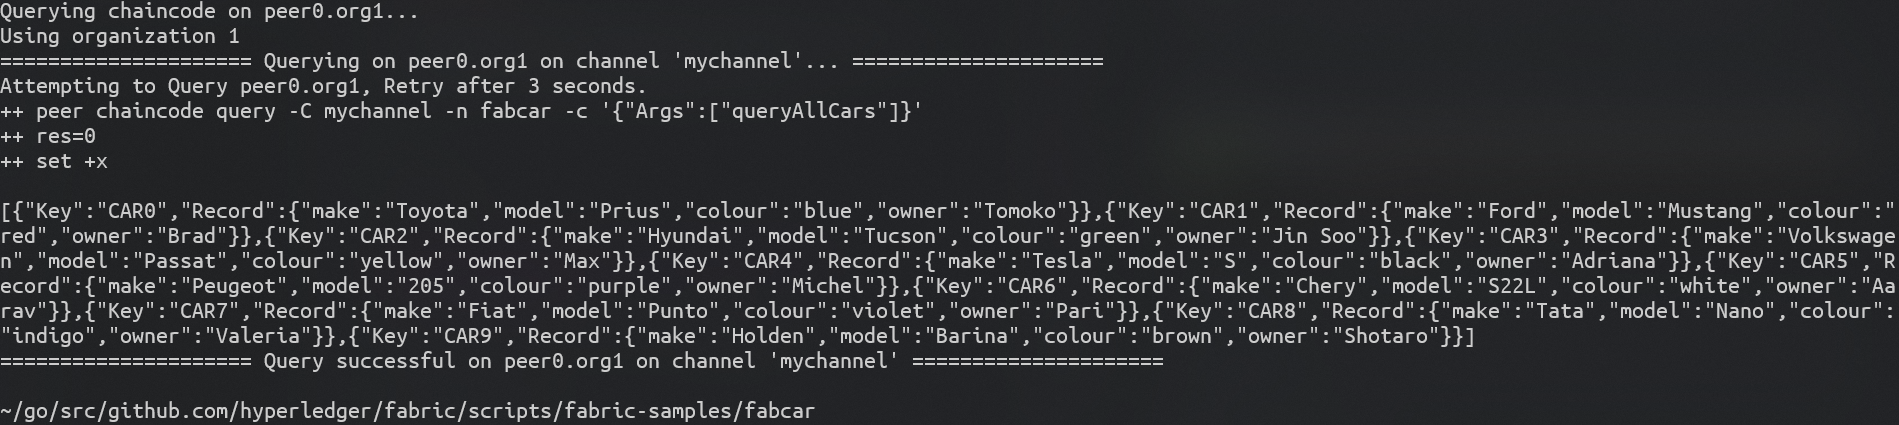 Querying chaincode on peer0.org1...
Using organization 1
===================== Querying on peer0.org1 on channel 'mychannel'... =====================
Attempting to Query peer0.org1, Retry after 3 seconds.
++ peer chaincode query -C mychannel -n fabcar -c '{"Args":["queryAllCars"]}'
++ res=0
++ set +x
[{"Key":"CAR0","Record":{"make":"Toyota","model":"Prius","colour":"blue","owner":"Tomoko"}},{"Key":"CAR1","Record":{"make":"Ford","model":"Mustang","colour":"
red","owner":"Brad"}},{"Key":"CAR2","Record":{"make":"Hyundai","model":"Tucson","colour":"green","owner":"Jin Soo"}},{"Key":"CAR3","Record":{"make":"Volkswage
n","model":"Passat","colour":"yellow","owner":"Max"}},{"Key":"CAR4","Record":{"make":"Tesla","model":"S","colour":"black","owner":"Adriana"}},{"Key":"CAR5","R
ecord":{"make":"Peugeot","model":"205","colour":"purple","owner":"Michel"}},{"Key":"CAR6","Record":{"make":"Chery","model":"S22L","colour":"white","owner":"Aa
rav"}},{"Key":"CAR7","Record":{"make":"Fiat","model":"Punto","colour":"violet","owner":"Pari"}},{"Key":"CAR8","Record":{"make":"Tata","model":"Nano","colour":
"indigo","owner":"Valeria"}},{"Key":"CAR9","Record":{"make":"Holden","model":"Barina","colour":"brown","owner":"Shotaro"}}]
===================== Query successful on peer0.org1 on channel 'mychannel' =====================
~/go/src/github.com/hyperledger/fabric/scripts/fabric-samples/fabcar